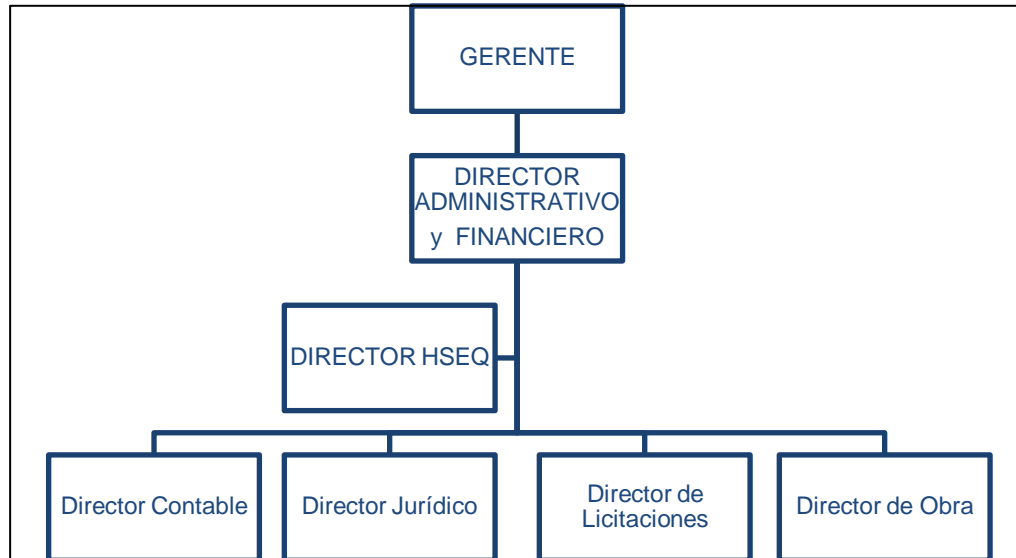 GERENTE
DIRECTOR
ADMINISTRATIVO
y FINANCIERO
DIRECTOR HSEQ
Director Contable
Director Jurídico
Director de
Licitaciones
Director de Obra